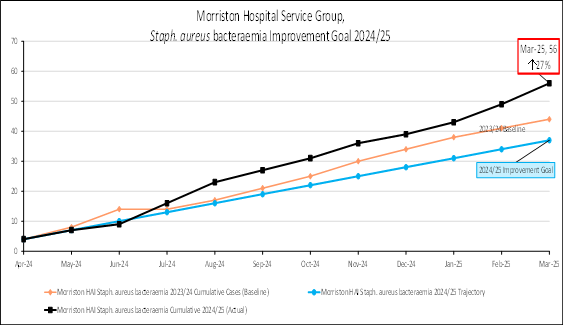 Morriston Hospital Service Group,
Staph. aureus bacteraemia Improvement Goal 2024/25
70
60
50
40
30
20
10
0
Mar-25, 56
↑27%
2023/24 Baseline
2024/25 Improvement Goal
Apr-24 May-24 Jun-24 Jul-24 Aug-24 Sep-24 Oct-24 Nov-24 Dec-24 Jan-25 Feb-25 Mar-25
Morriston HAI Staph. aureus bacteraemia 2023/24 Cumulative Cases (Baseline) Morriston HAI Staph. aureus bacteraemia 2024/25 Trajectory
Morriston HAI Staph. aureus bacteraemia Cumulative 2024/25 (Actual)